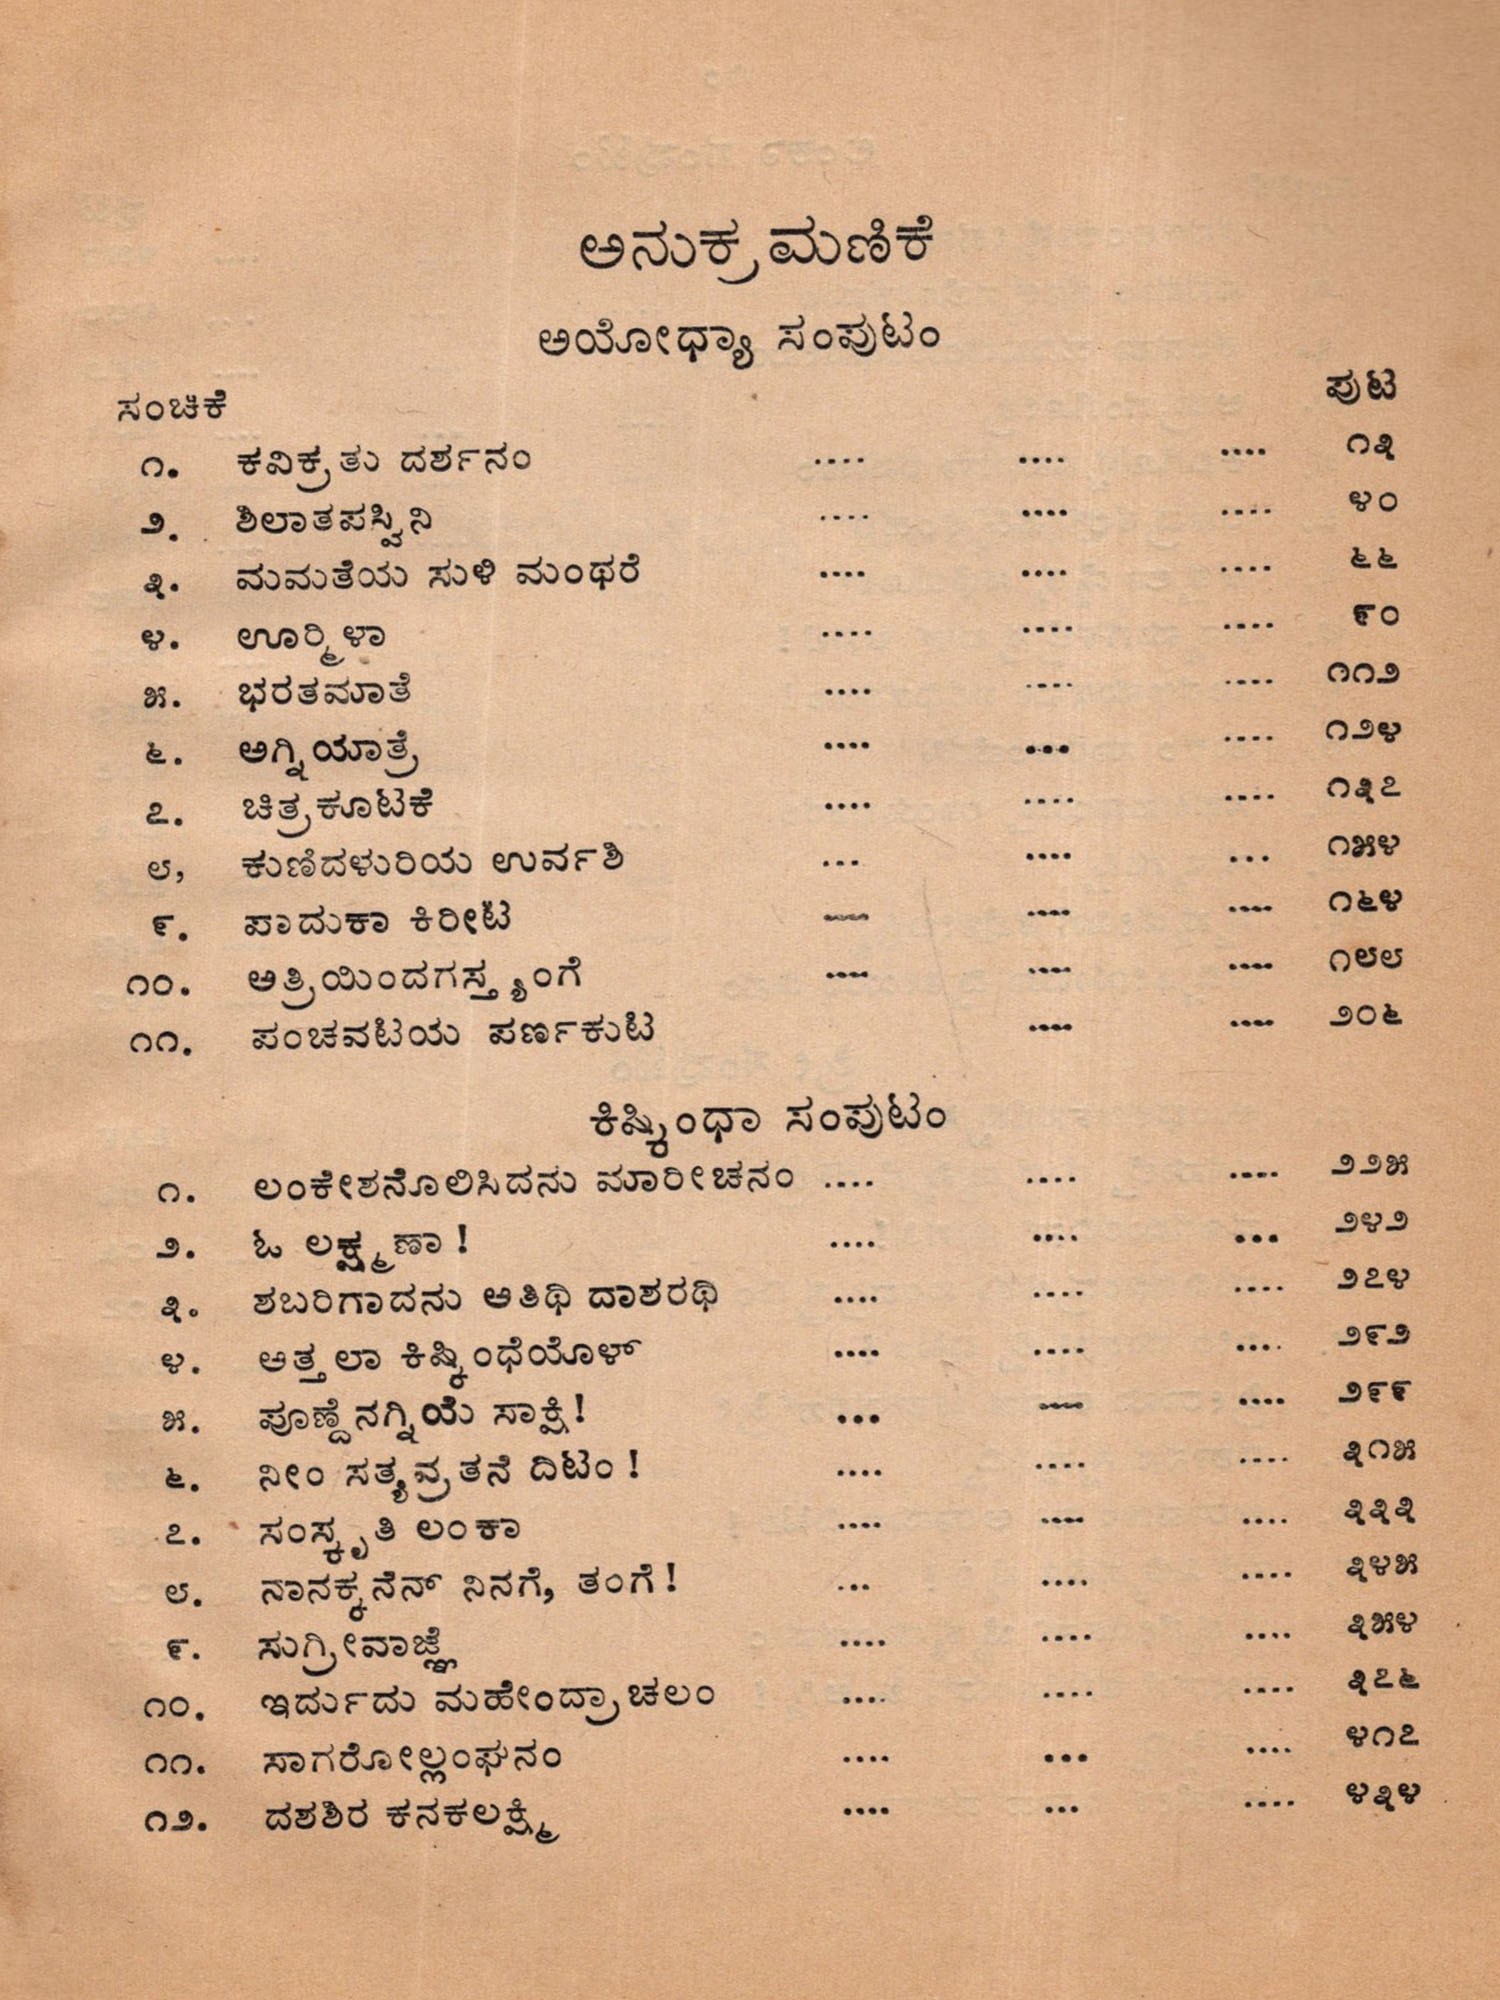 ಅನುಕ್ರಮಣಿಕೆ
ಅಯೋಧ್ಯಾ ಸಂಪುಟಂ
ಸಂಚಿಕೆ ಪುಟ
೧. ಕವಿಕ್ರತು ದರ್ಶನಂ .... .... .... ೧೩
೨. ಶಿಲಾತಪಸ್ವಿನಿ .... .... .... ೪೦
೩. ಮಮತೆಯ ಸುಳಿ ಮಂಥರೆ .... .... .... ೬೬
೪. ಊರ್ಮಿಳಾ .... .... .... ೯೦
೫. ಭರತಮಾತೆ .... .... .... ೧೧೨
೬. ಅಗ್ನಿಯಾತ್ರೆ .... ... .... ೧೨೪
೭. ಚಿತ್ರಕೂಟಕೆ .... .... .... ೧೩೭
೮, ಕುಣಿದಳುರಿಯ ಉರ್ವಶಿ ... .... ... ೧೫೪
೯. ಪಾದುಕಾ ಕಿರೀಟಿ .... .... .... ೧೬೪
೧೦. ಅತ್ರಿಯಿಂದಗಸ್ತ್ಯಂಗೆ .... .... .... ೧೮೮
೧೧. ಪಂಚವಟಿಯ ಪರ್ಣಕುಟಿ .... .... ೨೦೬
ಕಿಷ್ಕಿಂಧಾ ಸಂಪುಟಂ
೧. ಲಂಕೇಶನೊಲಿಸಿದನು ಮಾರೀಚನಂ .... .... .... ೨೨೫
೨. ಓ ಲಕ್ಷ್ಮಣಾ ! .... .... ... ೨೪೨
೩. ಶಬರಿಗಾದನು ಅತಿಥಿ ದಾಶರಥಿ .... .... .... ೨೭೪
೪. ಅತ್ತಲಾ ಕಿಷ್ಕಿಂಧೆಯೊಳ್ .... .... .... ೨೯೨
೫. ಪೂಣ್ದೆನಗ್ನಿಯೆ ಸಾಕ್ಷಿ! ... .... .... ೨೯೯
೬. ನೀಂ ಸತ್ಯವ್ರತನೆ ದಿಟಂ ! .... .... .... ೩೧೫
೭. ಸಂಸ್ಕೃತಿ ಲಂಕಾ .... .... .... ೩೩೩
೮. ನಾನಕ್ಕನೆನ್ ನಿನಗೆ, ತಂಗೆ ! ... .... .... ೩೪೫
೯. ಸುಗ್ರೀವಾಜ್ಞೆ .... .... .... ೩೫೪
೧೦. ಇರ್ದುದು ಮಹೇಂದ್ರಾಚಲಂ .... .... .... ೩೭೬
೧೧. ಸಾಗರೋಲ್ಲಂಘನಂ .... ... .... ೪೧೭
೧೨. ದಶಶಿರ ಕನಕಲಕ್ಷ್ಮಿ .... ... .... ೪೩೪